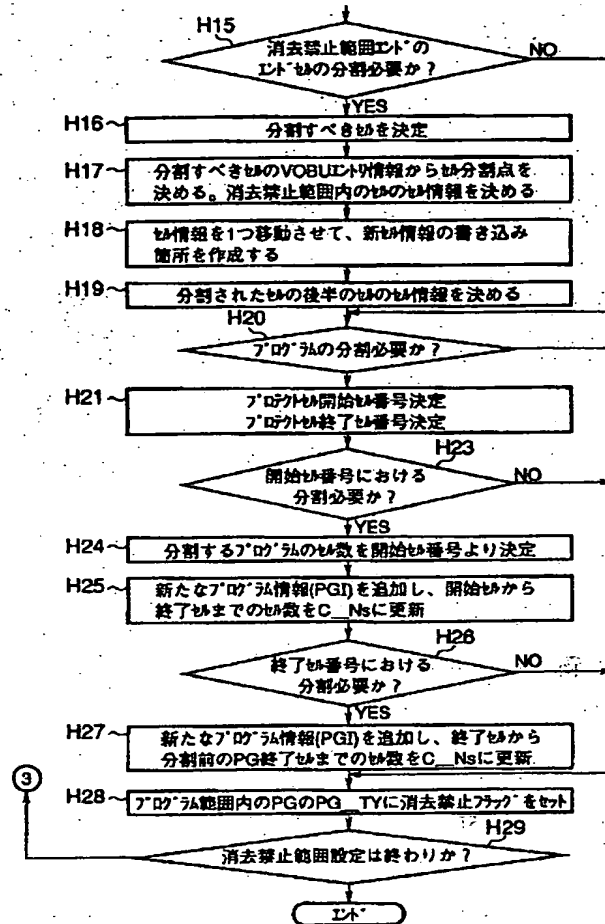 H15
消去禁止範囲エンドの
エンドセルの分割必要か？
NO
YES
H16
分割すべきセルを決定
H17
分割すべきセルのVOBUエントリ情報からセル分割点を
決める。消去禁止範囲内のセルのセル情報を決める
H18
セル情報を1つ移動させて、新セル情報の書き込み
箇所を作成する
H19
分割されたセルの後半のセルのセル情報を決める
H20
プログラムの分割必要か？
H21
プロテクトセル開始セル番号決定
プロテクトセル終了セル番号決定
H23
開始セル番号における
分割必要か？
NO
YES
H24
分割するプログラムのセル数を開始セル番号より決定
H25
新たなプログラム情報(PGI)を追加し、開始セルから
終了セルまでのセル数をC__Nsに更新
H26
終了セル番号における
分割必要か？
NO
YES
H27
新たなプログラム情報(PGI)を追加し、終了セルから
分割前のPG終了セルまでのセル数をC__Nsに更新
3
H28
プログラム範囲内のPGのPG__TYに消去禁止フラッグをセット
H29
消去禁止範囲設定は終わりか？
エンド